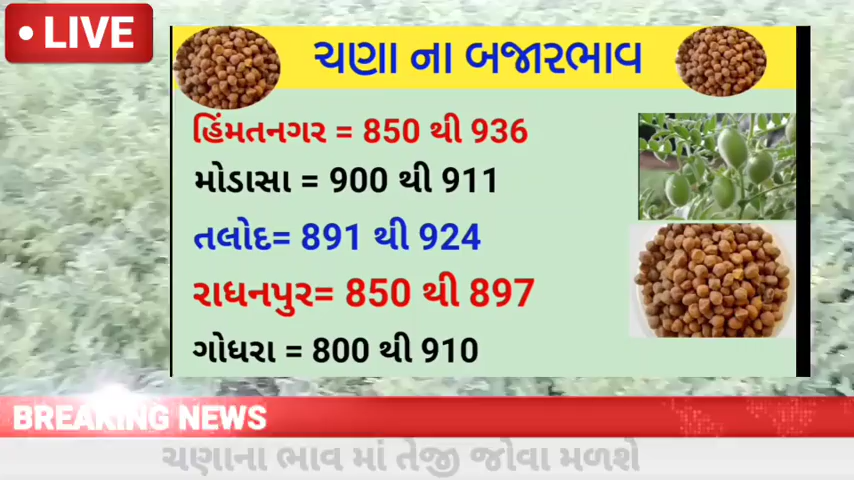 LIVE
ચણા ના બજારભાવ
હિંમતનગર = 850 થી 936
મોડાસા = 900 થી 911
તલોદ= 891 થી 924
રાધનપુર= 850 થી 897
ગોધરા = 800 થી 910
BREAKING NEWS
ચણાના ભાવ માં તેજી જોવા મળશે